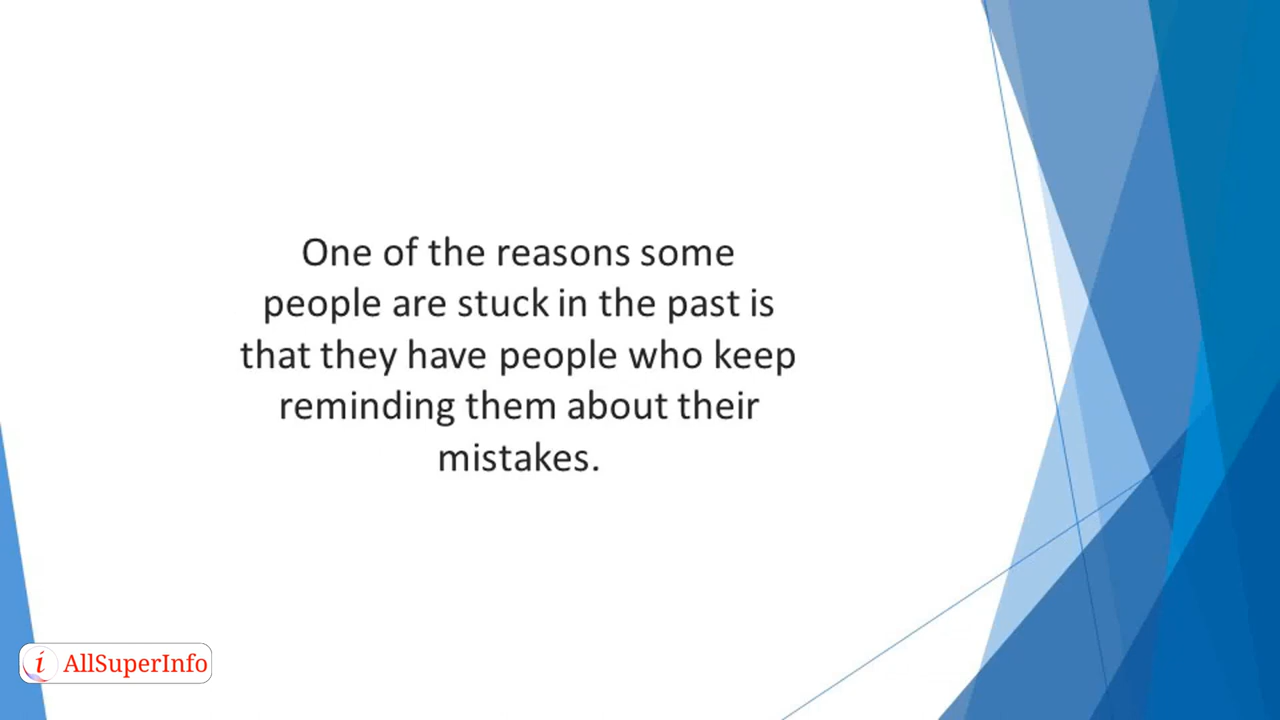 One of the reasons some
people are stuck in the past is
that they have people who keep
reminding them about their
mistakes.
i AllSuperInfo